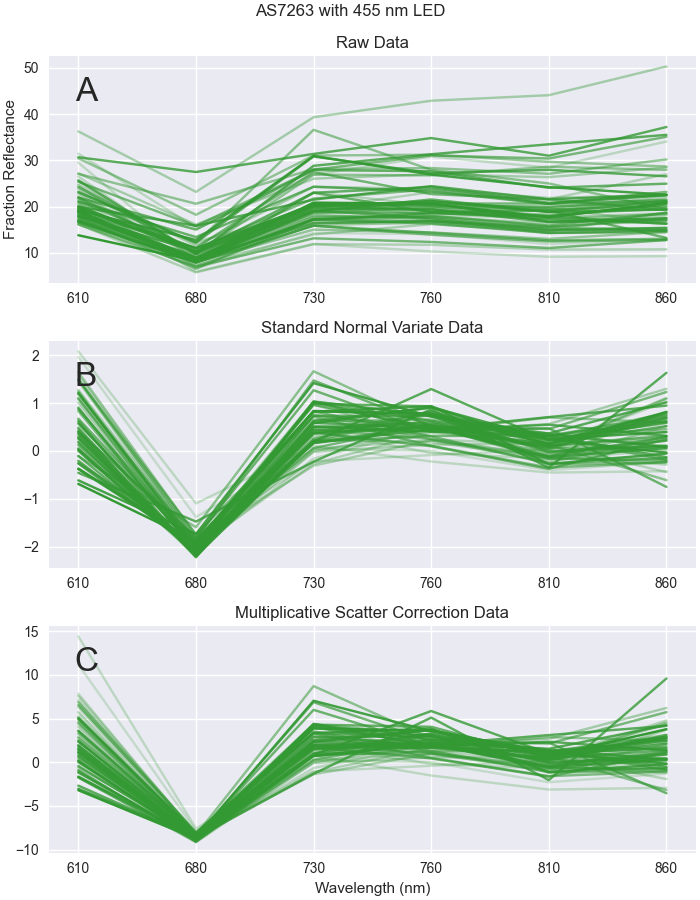 AS7263 with 455 nm LED
Raw Data
A
Fraction Reflectance
50
40
30
20
10
610 680 730 760 810 860
Standard Normal Variate Data
B
2
1
0
−1
−2
610 680 730 760 810 860
Multiplicative Scatter Correction Data
C
15
10
5
0
−5
−10
610 680 730 760 810 860
Wavelength (nm)